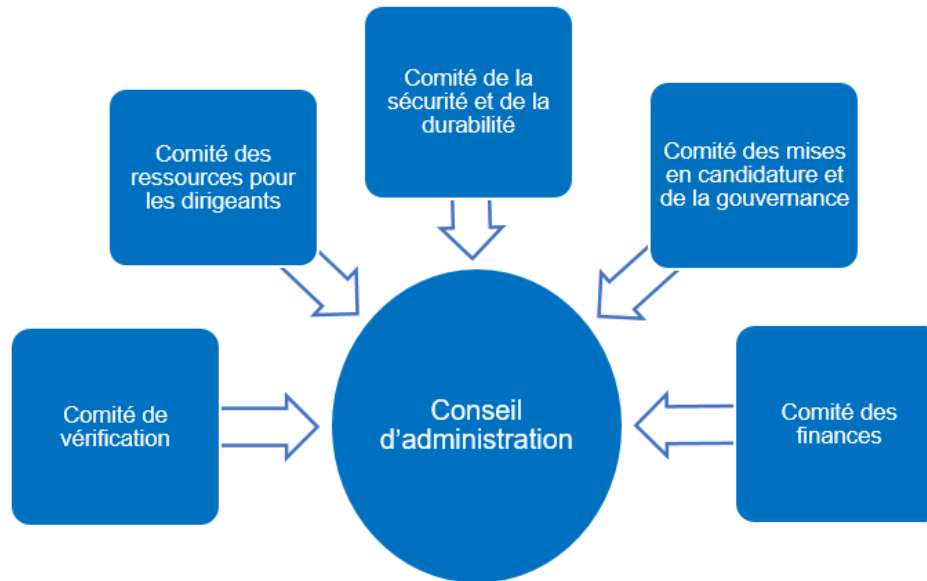 Comité de la
sécurité et de la
durabilité
Comité des
ressources pour
les dirigeants
Comité des mises
en candidature et
de la gouvernance
Comité de
vérification
Conseil
d’administration
Comité des
finances